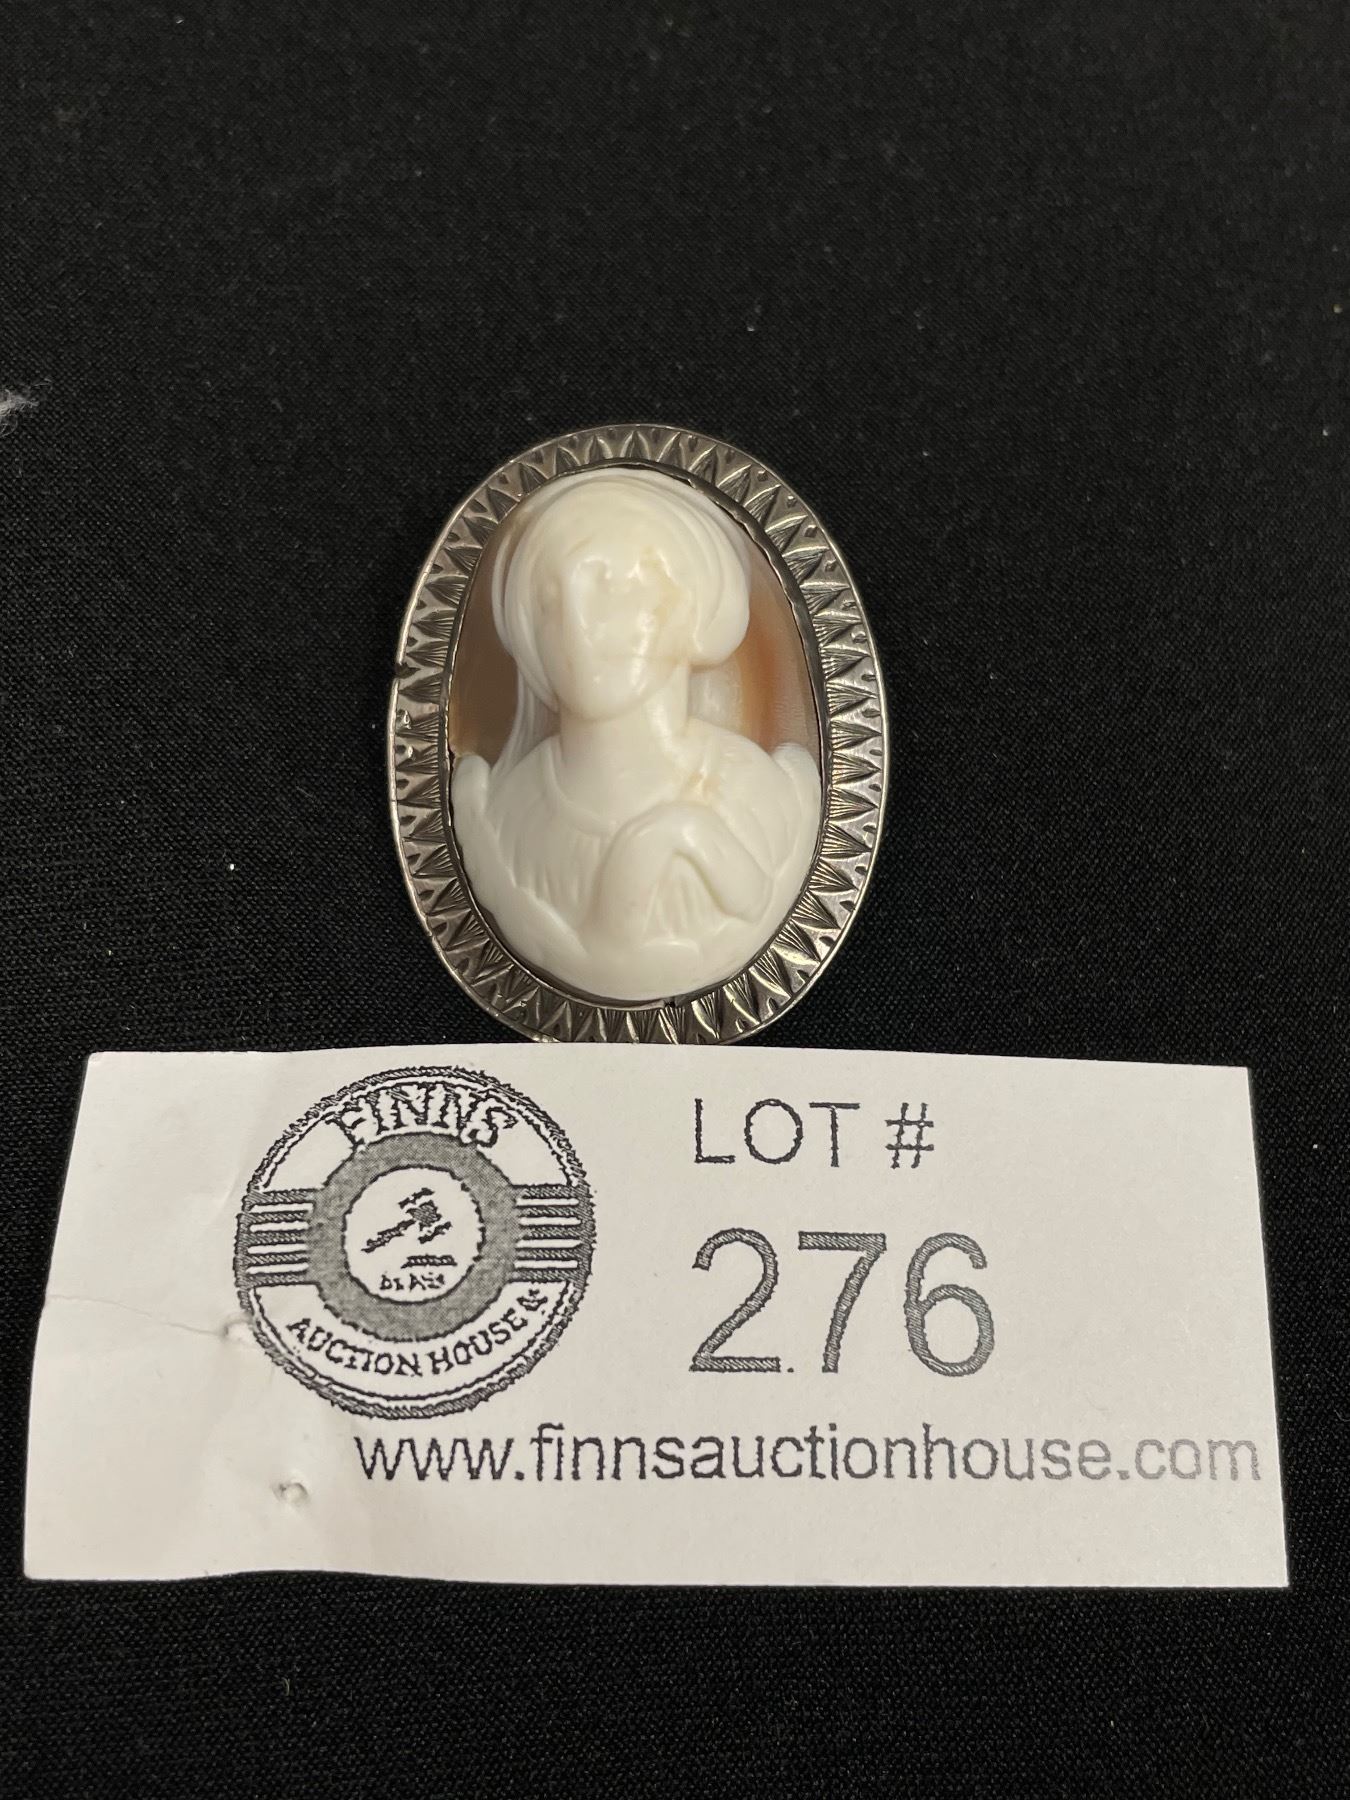 FINNS
AUCTION HOUSE &
LOT #
276
www.finnsauctionhouse.com